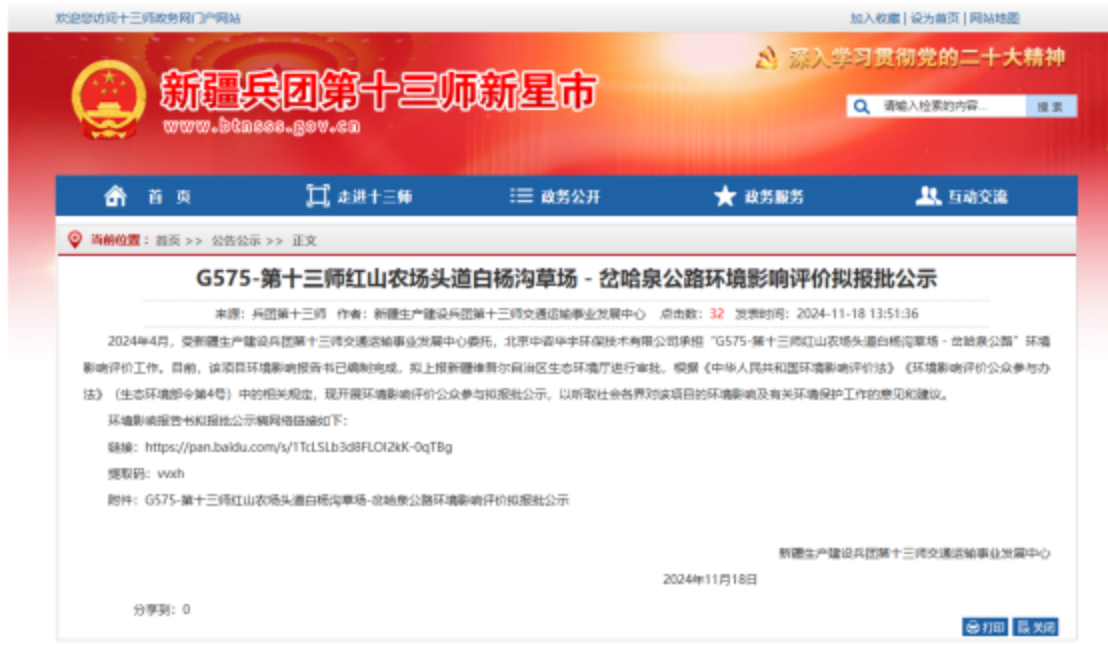 欢迎您访问十三师政务网门户网站
加入收藏 | 设为首页 | 网站地图
深入学习贯彻党的二十大精神
新疆兵团第十三师新星市
www.btnsss.gov.cn
请输入检索的内容...
搜索
首 页
走进十三师
政务公开
政务服务
互动交流
当前位置：首页 >> 公告公示 >> 正文
G575-第十三师红山农场头道白杨沟草场 - 岔哈泉公路环境影响评价拟报批公示
来源：兵团第十三师 作者：新疆生产建设兵团第十三师交通运输事业发展中心 点击数：32 发表时间：2024-11-18 13:51:36
2024年4月，受新疆生产建设兵团第十三师交通运输事业发展中心委托，北京中咨华宇环保技术有限公司承担“G575-第十三师红山农场头道白杨沟草场 - 岔哈泉公路”环境
影响评价工作。目前，该项目环境影响报告书已编制完成，拟上报新疆维吾尔自治区生态环境厅进行审批，根据《中华人民共和国环境影响评价法》《环境影响评价公众参与办
法》（生态环境部令第4号）中的相关规定，现开展环境影响评价公众参与拟报批公示，以听取社会各界对该项目的环境影响及有关环境保护工作的意见和建议。
环境影响报告书拟报批公示稿网络链接如下：
链接：https://pan.baidu.com/s/1TcLSLb3d8FLOI2kK-0qTBg
提取码：vvxh
附件：G575-第十三师红山农场头道白杨沟草场-岔哈泉公路环境影响评价拟报批公示
新疆生产建设兵团第十三师交通运输事业发展中心
2024年11月18日
分享到：0
打印
关闭